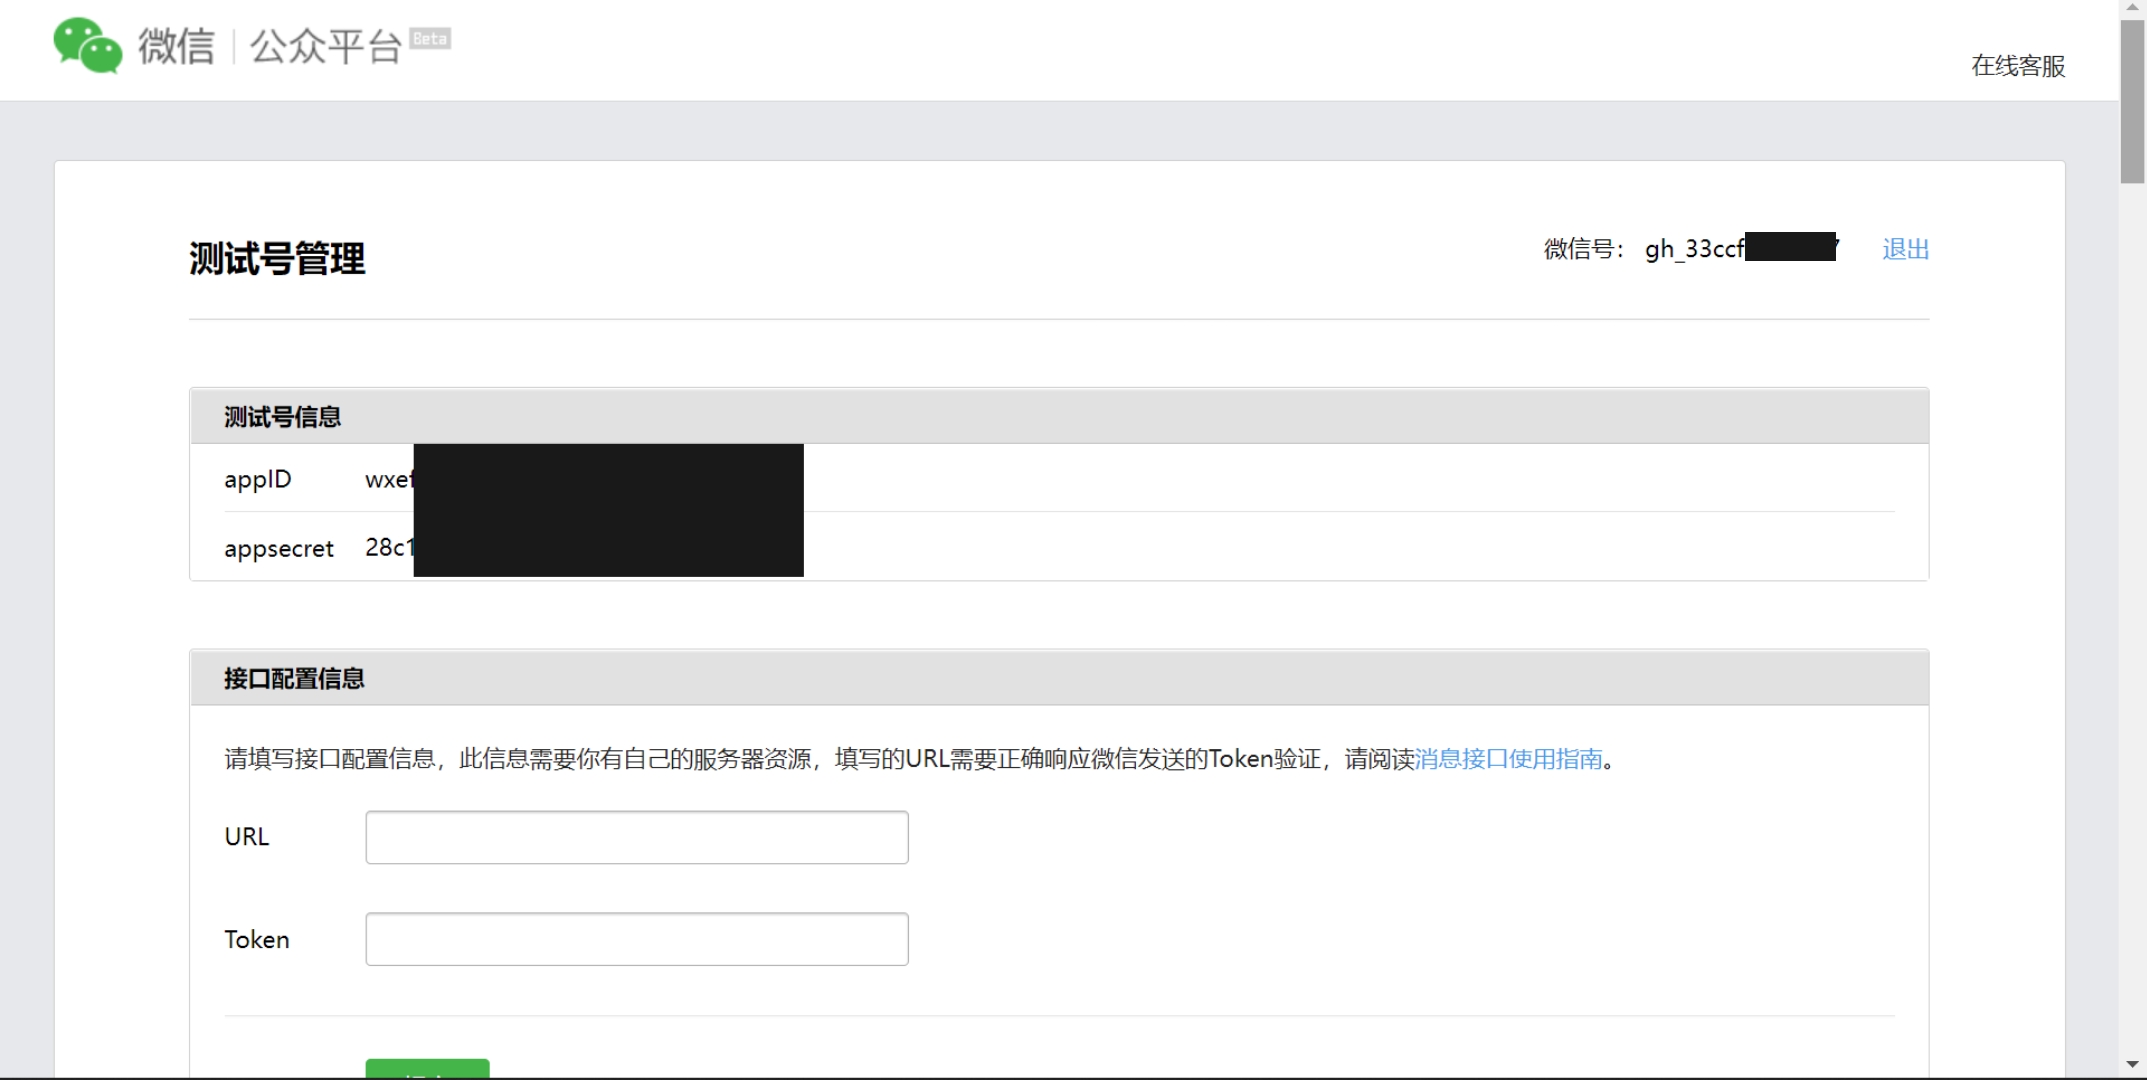 微信 | 公众平台 Beta
在线客服
测试号管理
微信号： gh_33ccf 退出
测试号信息
appID wxef
appsecret 28c1
接口配置信息
请填写接口配置信息，此信息需要你有自己的服务器资源，填写的URL需要正确响应微信发送的Token验证，请阅读消息接口使用指南。
URL
Token